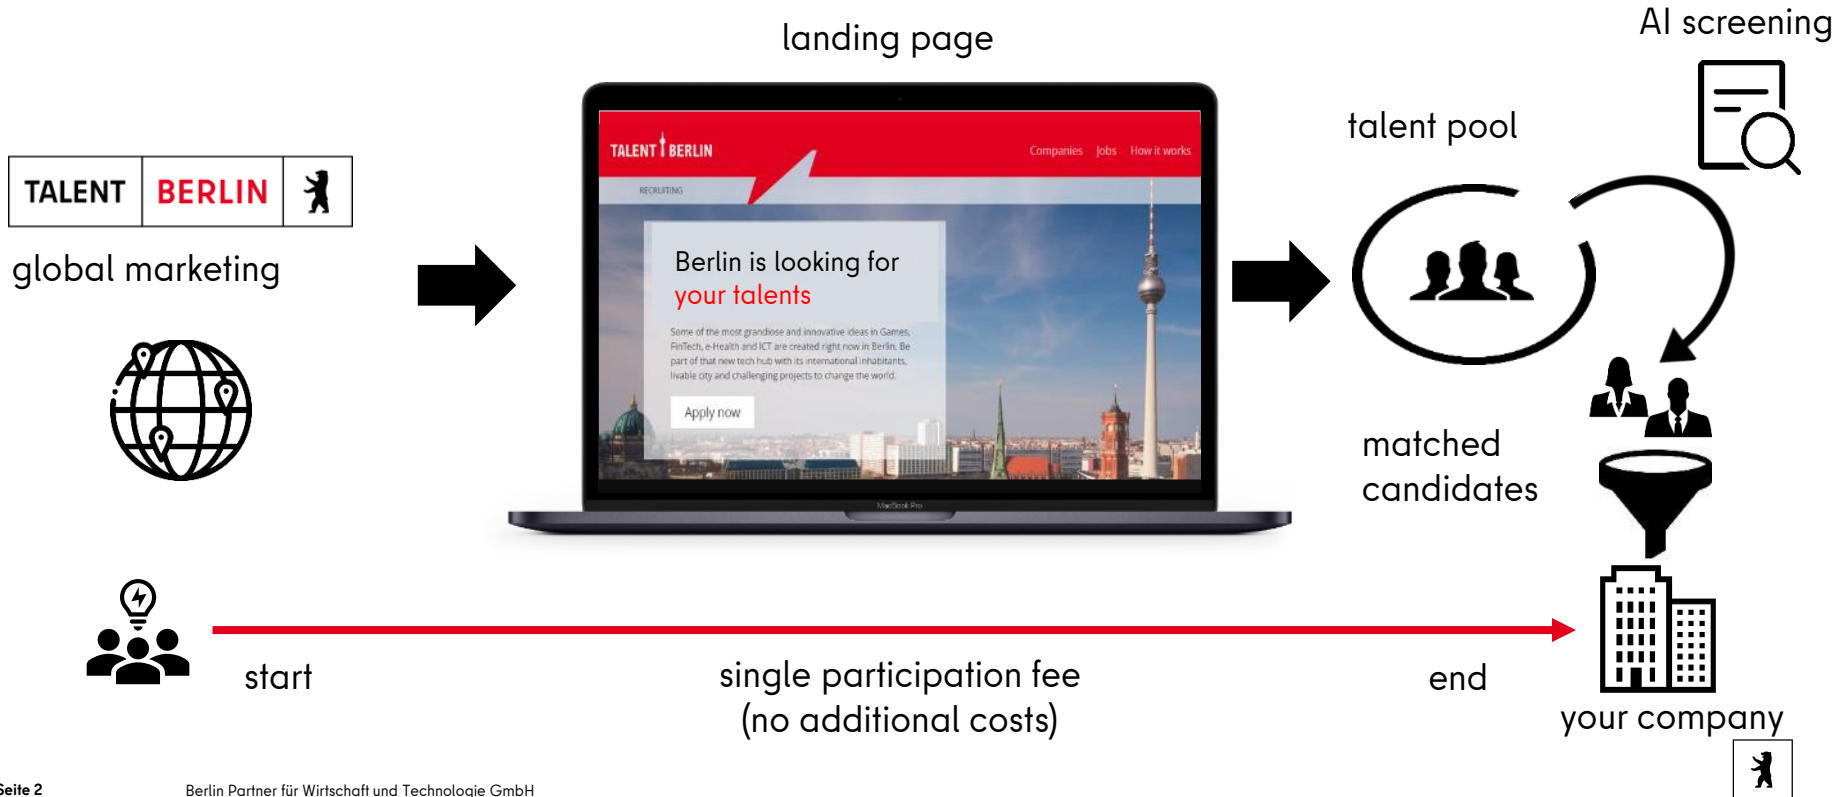 landing page
AI screening
talent pool
TALENT BERLIN
global marketing
TALENT BERLIN
Companies Jobs How it works
RECRUITING
Berlin is looking for
your talents
Some of the most grandiose and innovative ideas in Games,
FinTech, e-Health and ICT are created right now in Berlin. Be
part of that new tech hub with its international inhabitants,
livable city and challenging projects to change the world.
Apply now
MacBook Pro
matched
candidates
start
single participation fee
(no additional costs)
end
your company
Seite 2
Berlin Partner für Wirtschaft und Technologie GmbH